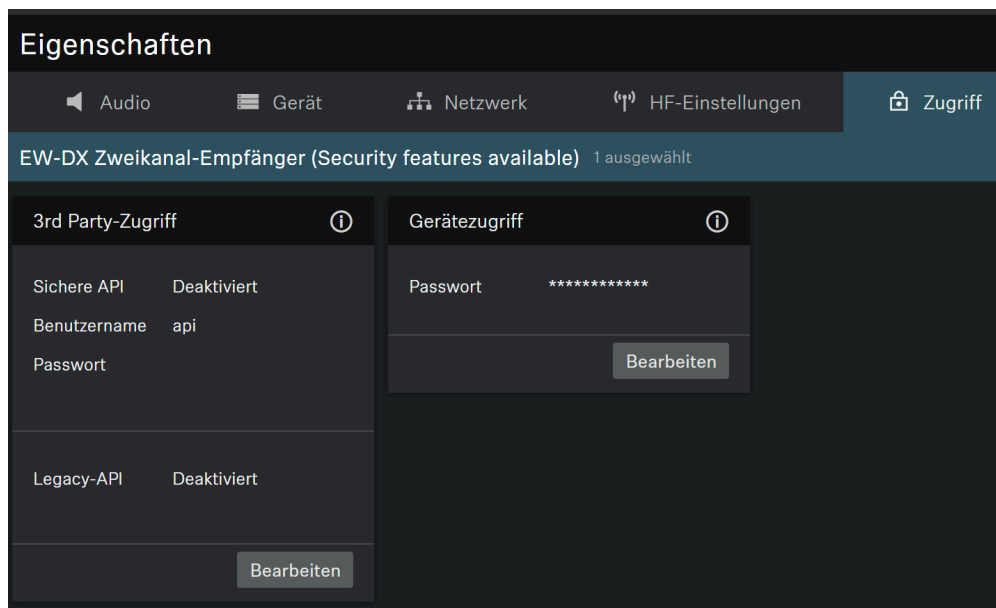 Eigenschaften
Audio Gerät Netzwerk HF-Einstellungen Zugriff
EW-DX Zweikanal-Empfänger (Security features available) 1 ausgewählt
3rd Party-Zugriff
Sichere API Deaktiviert
Benutzername api
Passwort
Legacy-API Deaktiviert
Bearbeiten
Gerätezugriff
Passwort ************
Bearbeiten